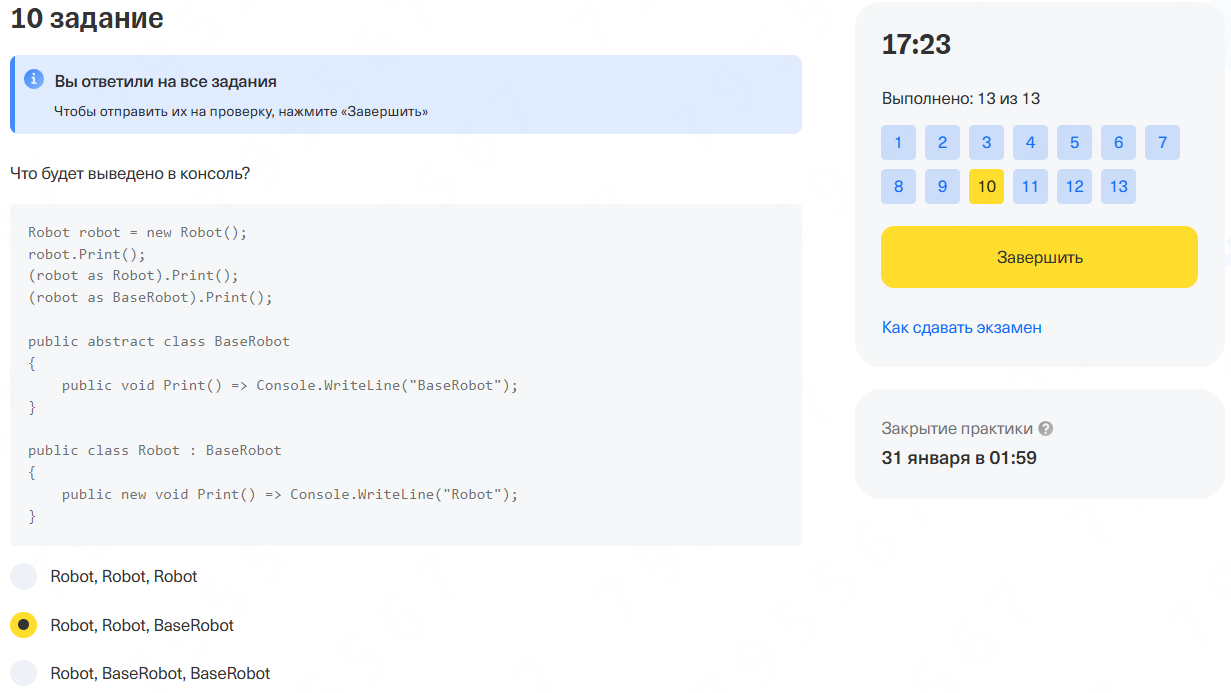 10 задание
Вы ответили на все задания
Чтобы отправить их на проверку, нажмите «Завершить»
Что будет выведено в консоль?
Robot robot = new Robot();
robot.Print();
(robot as Robot).Print();
(robot as BaseRobot).Print();
public abstract class BaseRobot
{
    public void Print() => Console.WriteLine("BaseRobot");
}
public class Robot : BaseRobot
{
    public new void Print() => Console.WriteLine("Robot");
}
Robot, Robot, Robot
Robot, Robot, BaseRobot
Robot, BaseRobot, BaseRobot
17:23
Выполнено: 13 из 13
1 2 3 4 5 6 7
8 9 10 11 12 13
Завершить
Как сдавать экзамен
Закрытие практики ?
31 января в 01:59